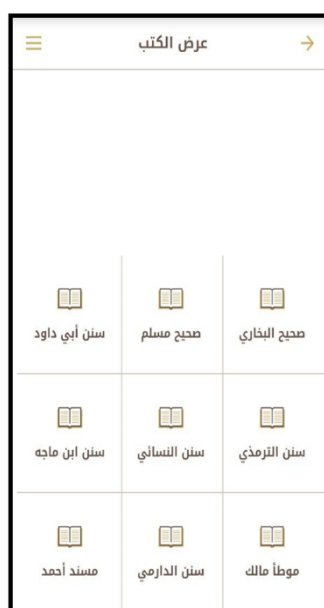 عرض الكتب
صحيح البخاري
صحيح مسلم
سنن أبي داود
سنن الترمذي
سنن النسائي
سنن ابن ماجه
موطأ مالك
سنن الدارمي
مسند أحمد